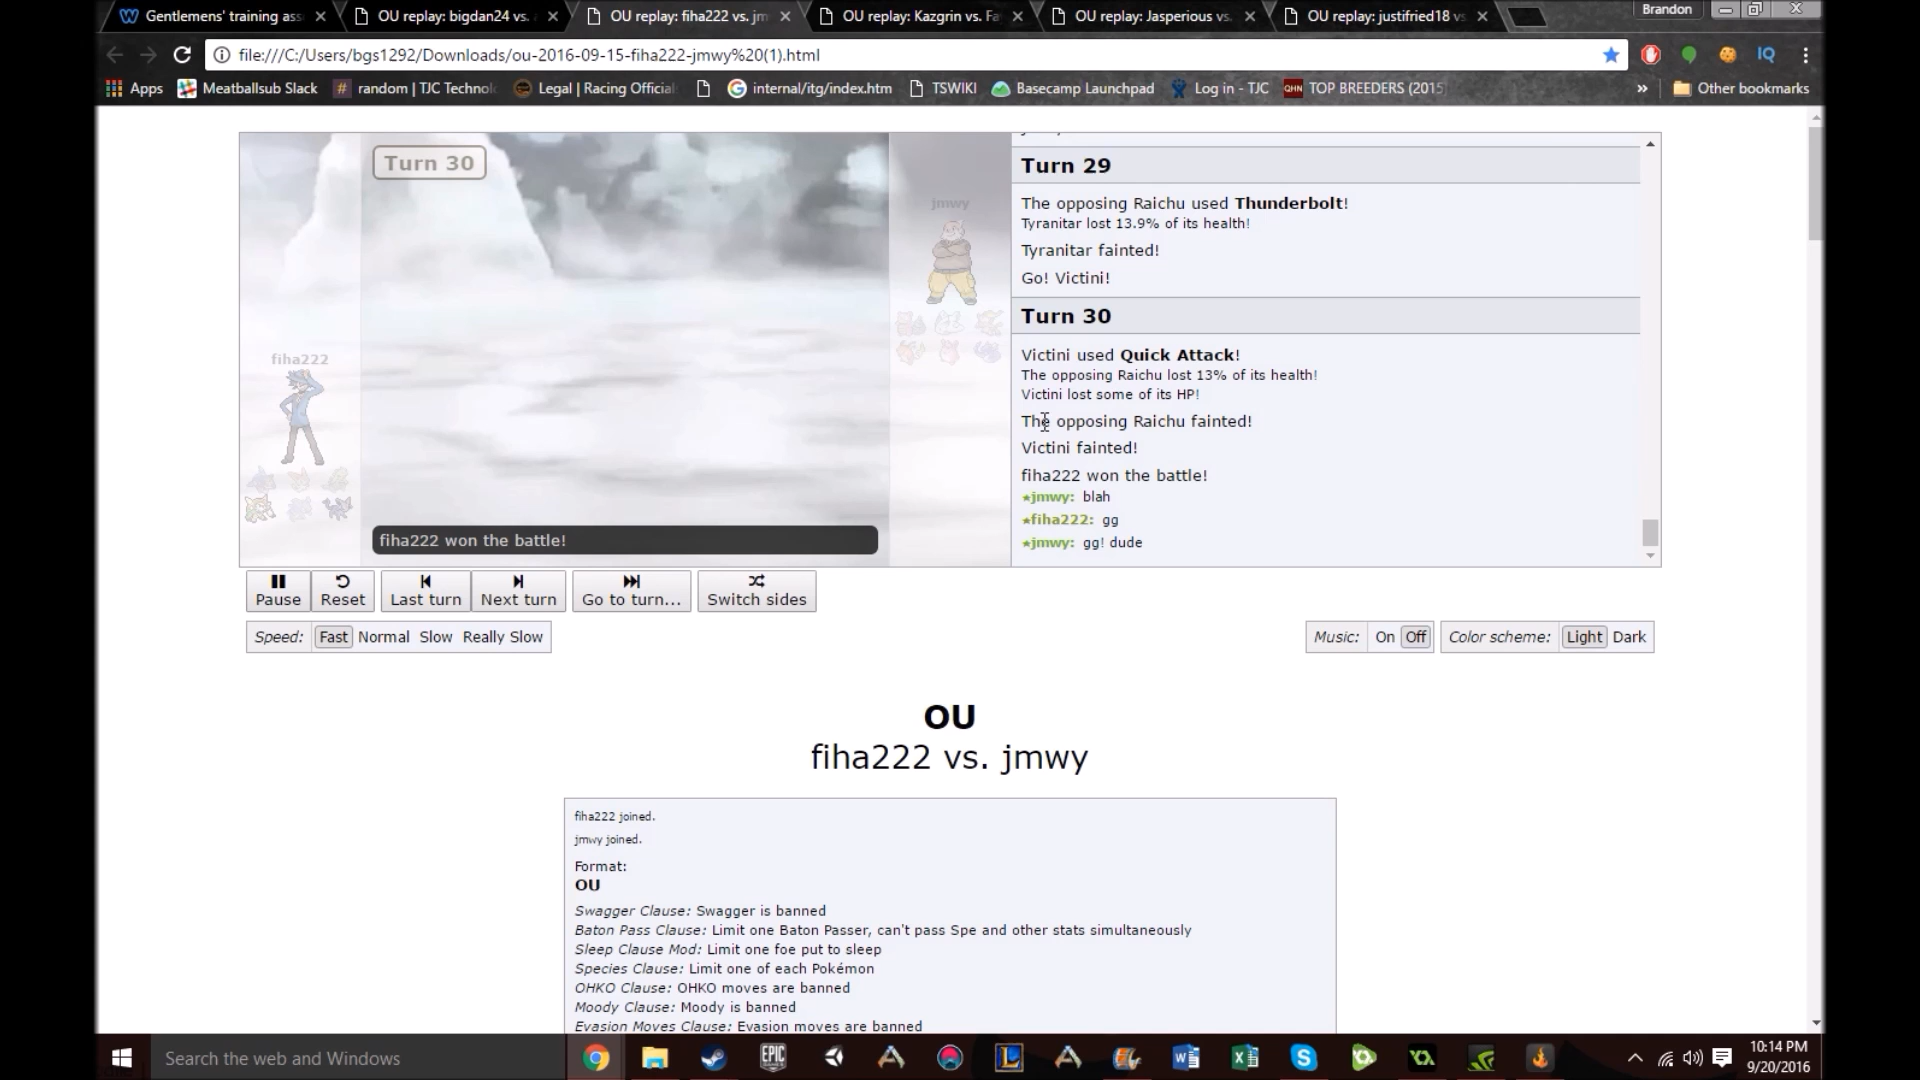 Gentlemens' training ass
OU replay: bigdan24 vs.
OU replay: fiha222 vs. jm
OU replay: Kazgrin vs. Fa
OU replay: Jasperious vs.
OU replay: justifried18 vs
Brandon
file:///C:/Users/bgs1292/Downloads/ou-2016-09-15-fiha222-jmwy%20(1).html
IQ
Apps
Meatballsub Slack
# random | TJC Technol
Legal | Racing Official
internal/itg/index.htm
TSWIKI
Basecamp Launchpad
Log in - TJC
QHN TOP BREEDERS (2015
» Other bookmarks
Turn 30
jmwy
fiha222
fiha222 won the battle!
Turn 29
The opposing Raichu used Thunderbolt!
Tyranitar lost 13.9% of its health!
Tyranitar fainted!
Go! Victini!
Turn 30
Victini used Quick Attack!
The opposing Raichu lost 13% of its health!
Victini lost some of its HP!
The opposing Raichu fainted!
Victini fainted!
fiha222 won the battle!
★jmwy: blah
★fiha222: gg
★jmwy: gg! dude
Pause
Reset
Last turn
Next turn
Go to turn...
Switch sides
Speed: Fast Normal Slow Really Slow
Music: On Off
Color scheme: Light Dark
OU
fiha222 vs. jmwy
fiha222 joined.
jmwy joined.
Format:
OU
Swagger Clause: Swagger is banned
Baton Pass Clause: Limit one Baton Passer, can't pass Spe and other stats simultaneously
Sleep Clause Mod: Limit one foe put to sleep
Species Clause: Limit one of each Pokémon
OHKO Clause: OHKO moves are banned
Moody Clause: Moody is banned
Evasion Moves Clause: Evasion moves are banned
Search the web and Windows
EPIC GAMES
10:14 PM
9/20/2016